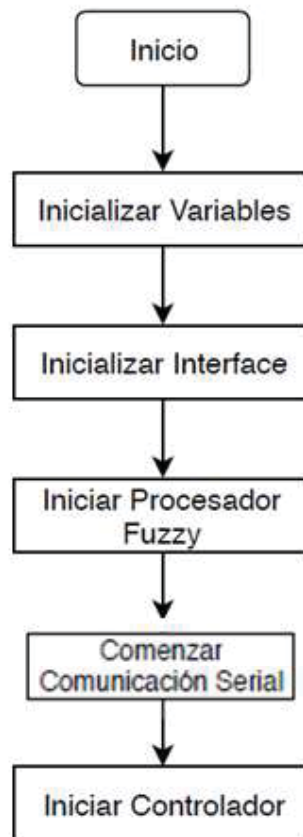 Inicio
Inicializar Variables
Inicializar Interface
Iniciar Procesador
Fuzzy
Comenzar
Comunicación Serial
Iniciar Controlador